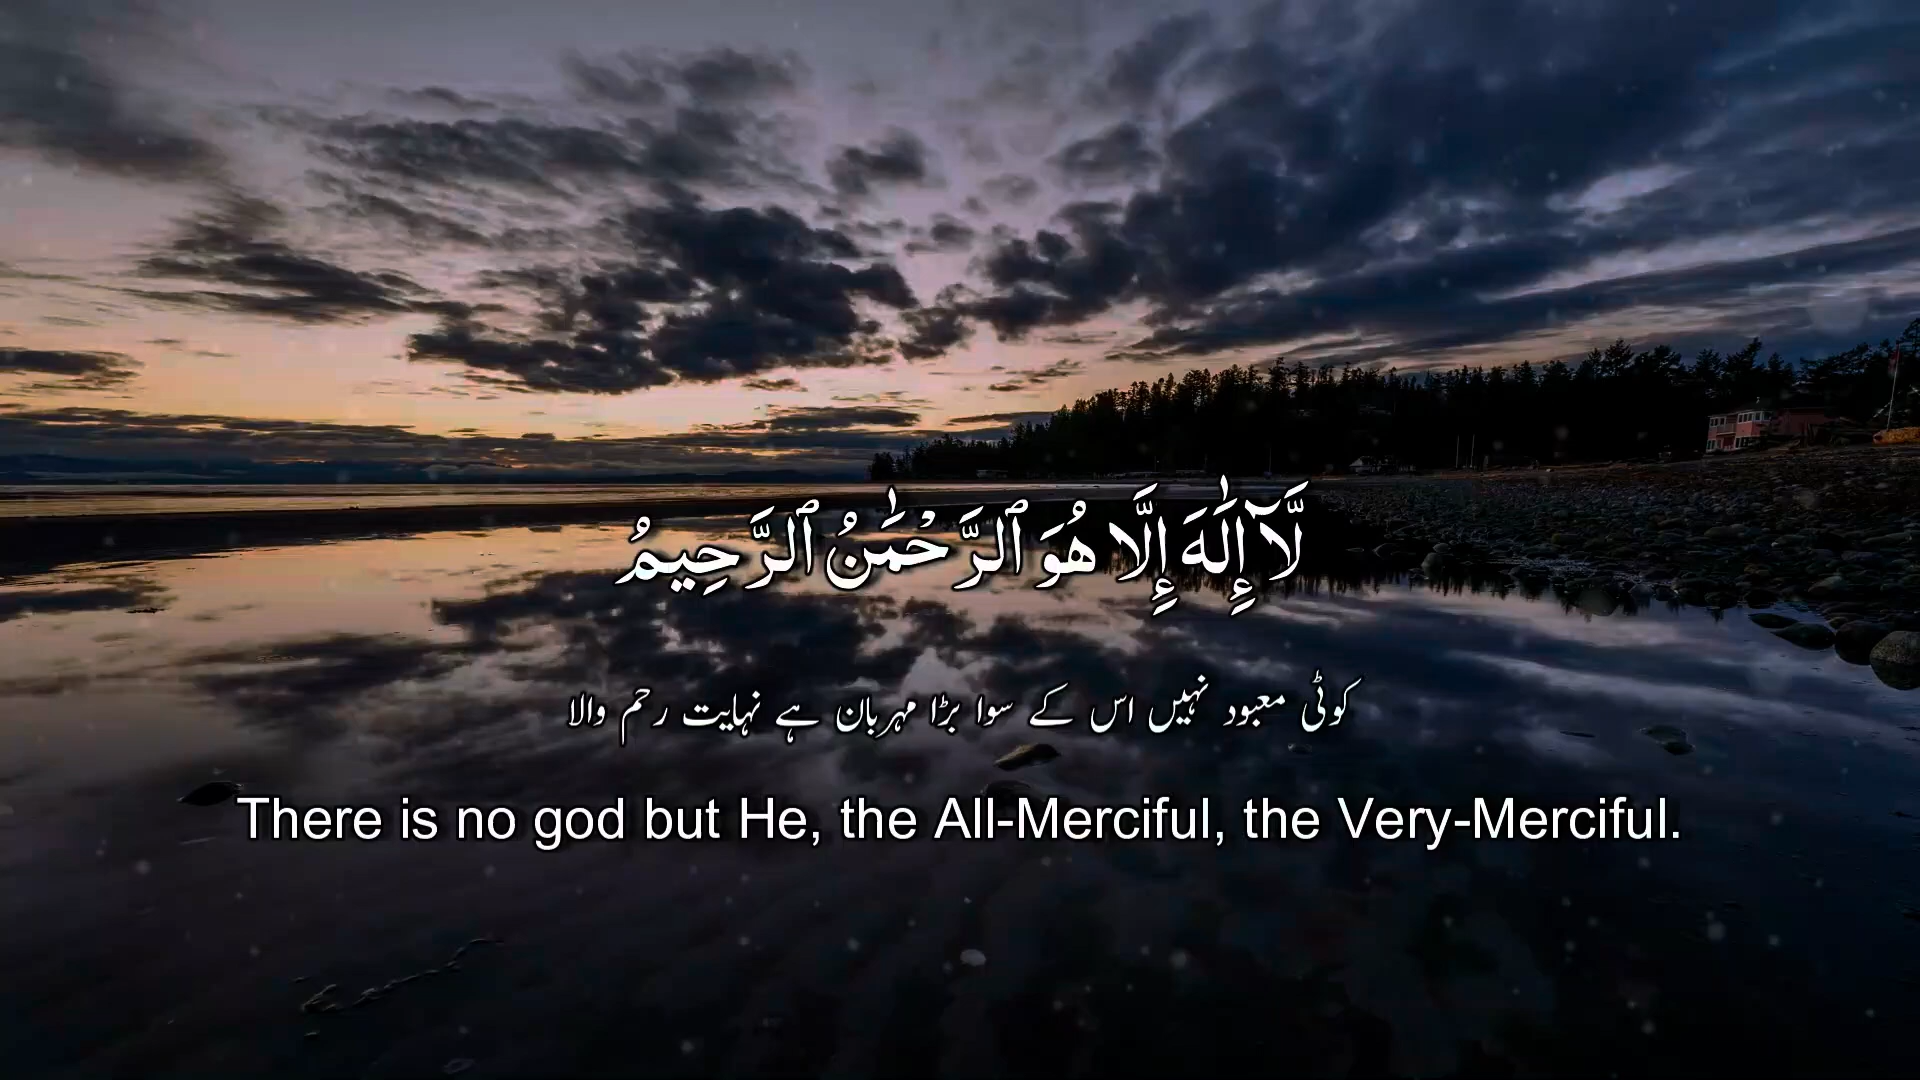 لَّآ إِلَٰهَ إِلَّا هُوَ ٱلرَّحْمَٰنُ ٱلرَّحِيمُ
کوئی معبود نہیں اس کے سوا بڑا مہربان ہے نہایت رحم والا
There is no god but He, the All-Merciful, the Very-Merciful.